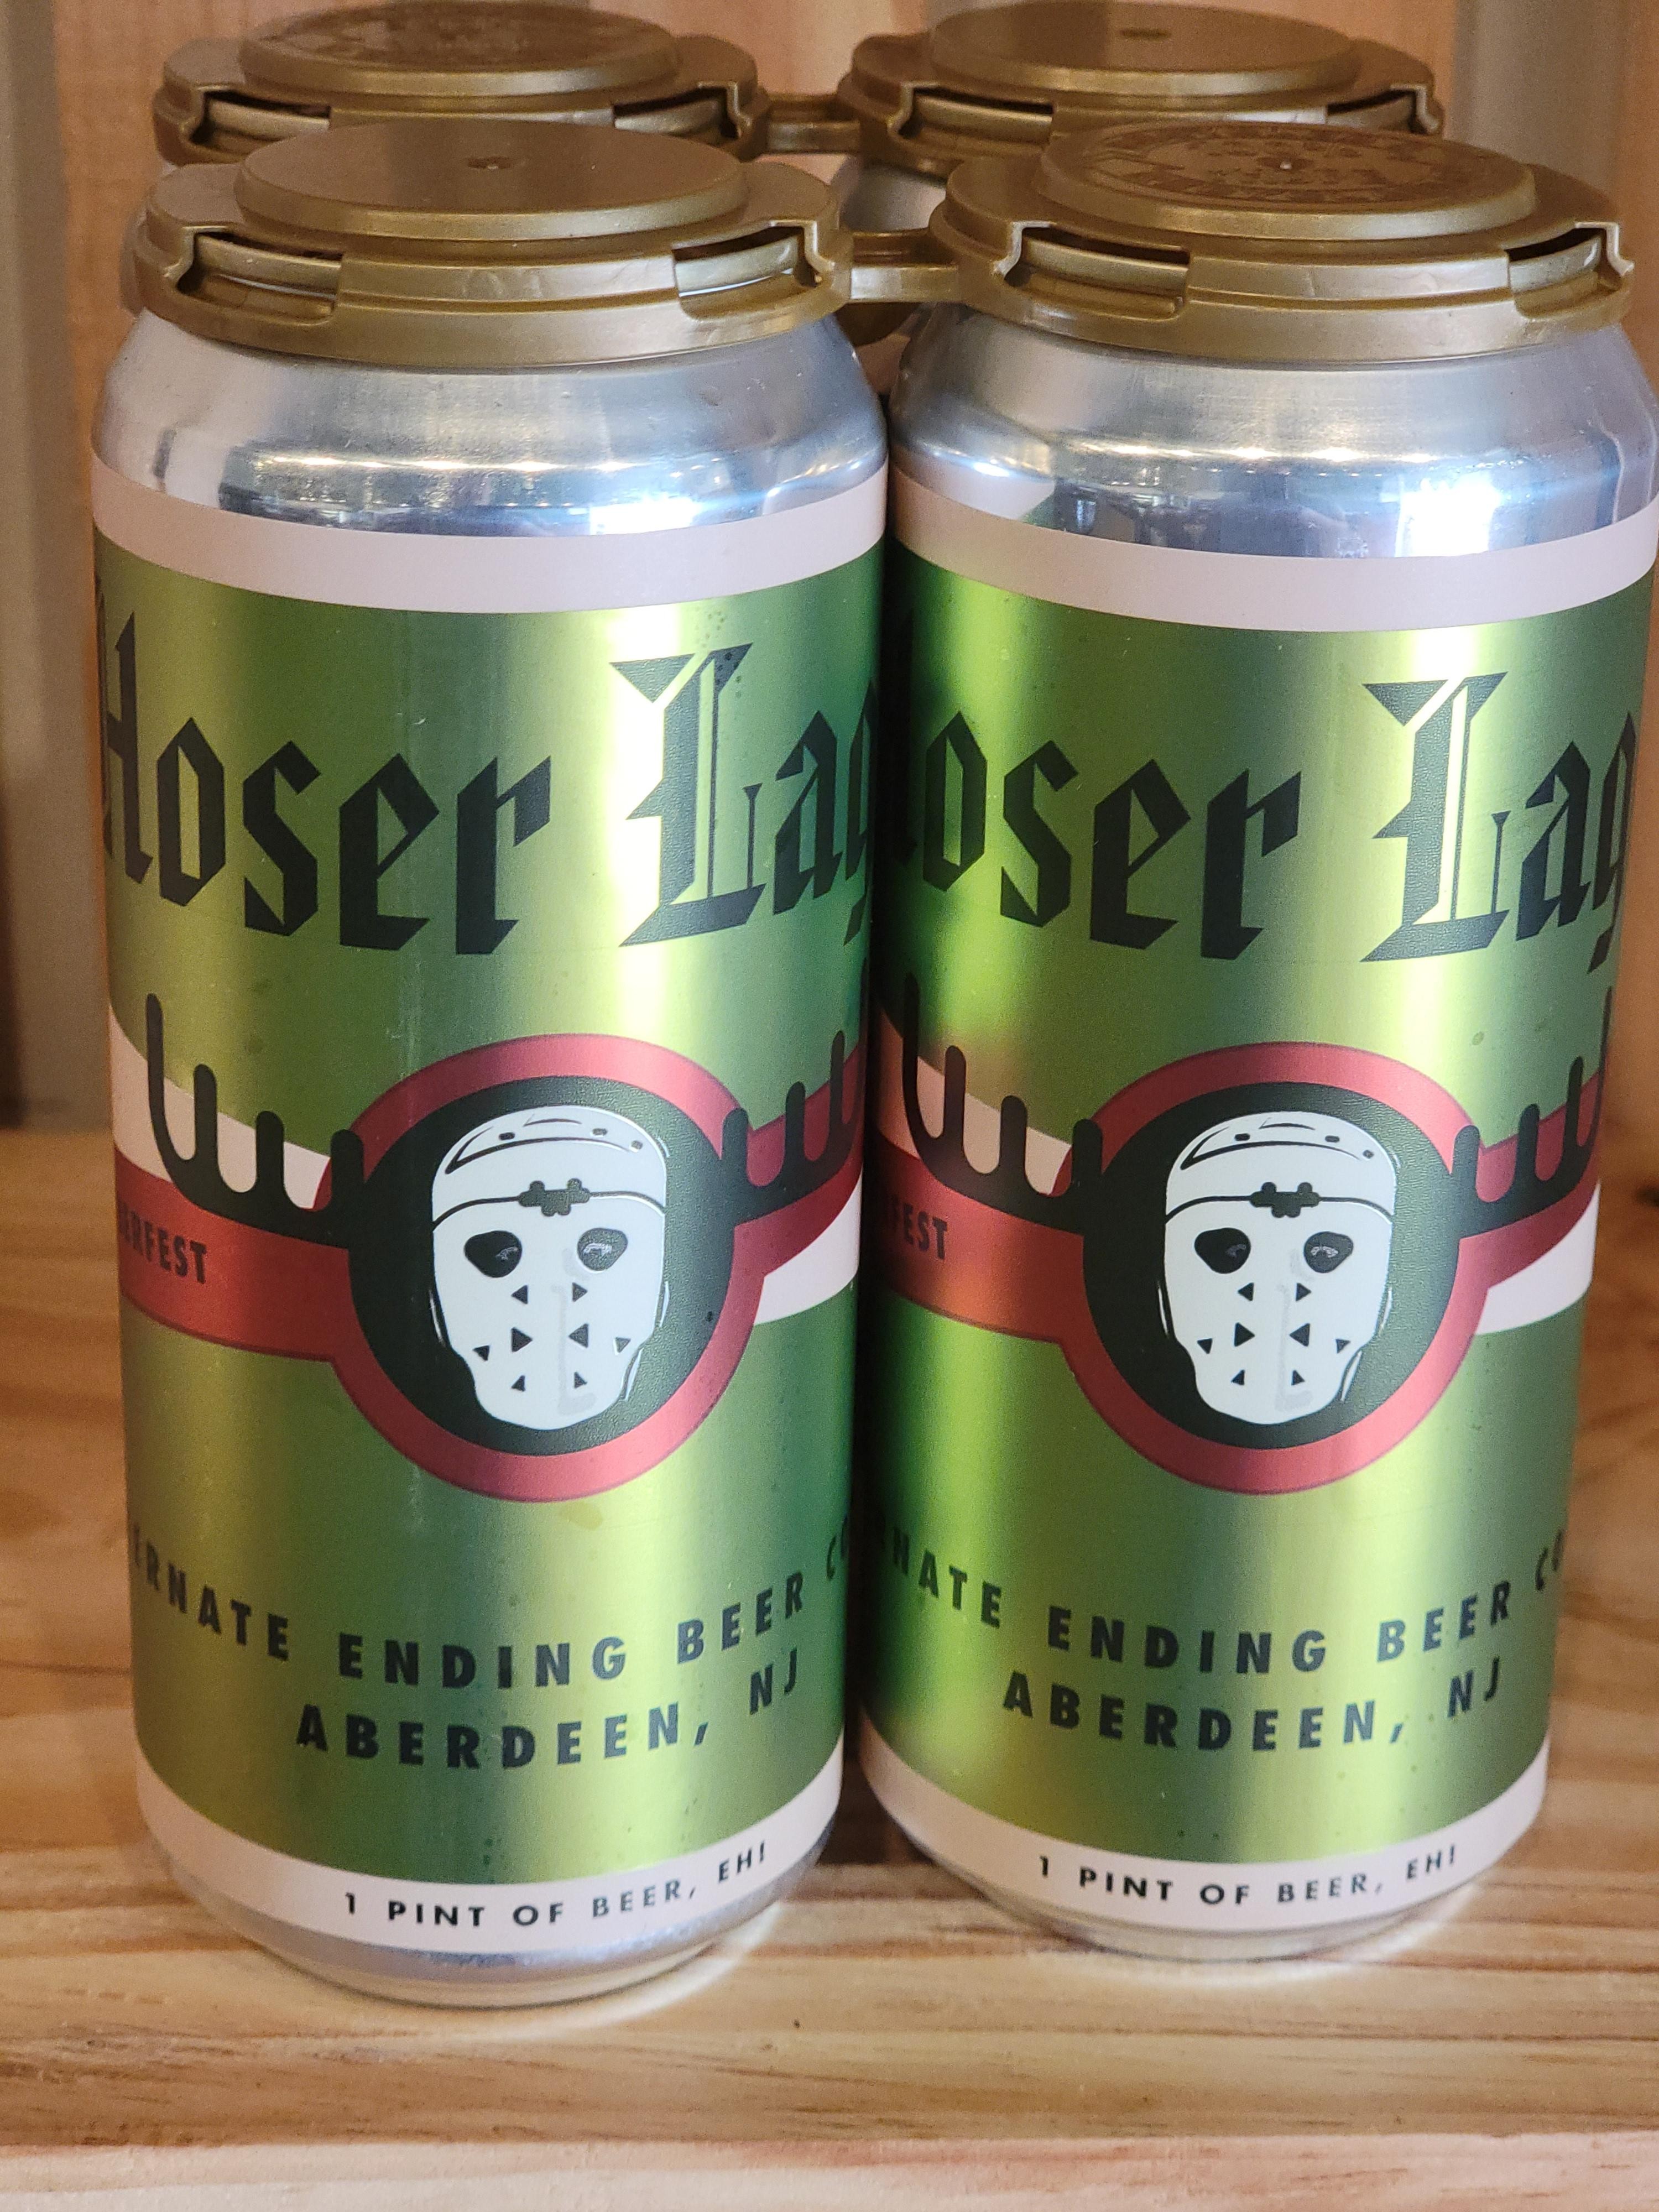 Hoser Lag
ERFEST
ERNATE ENDING BEER CO
ABERDEEN, NJ
1 PINT OF BEER, EH!
oser Lag
FEST
NATE ENDING BEER CO
ABERDEEN, NJ
1 PINT OF BEER, EH!